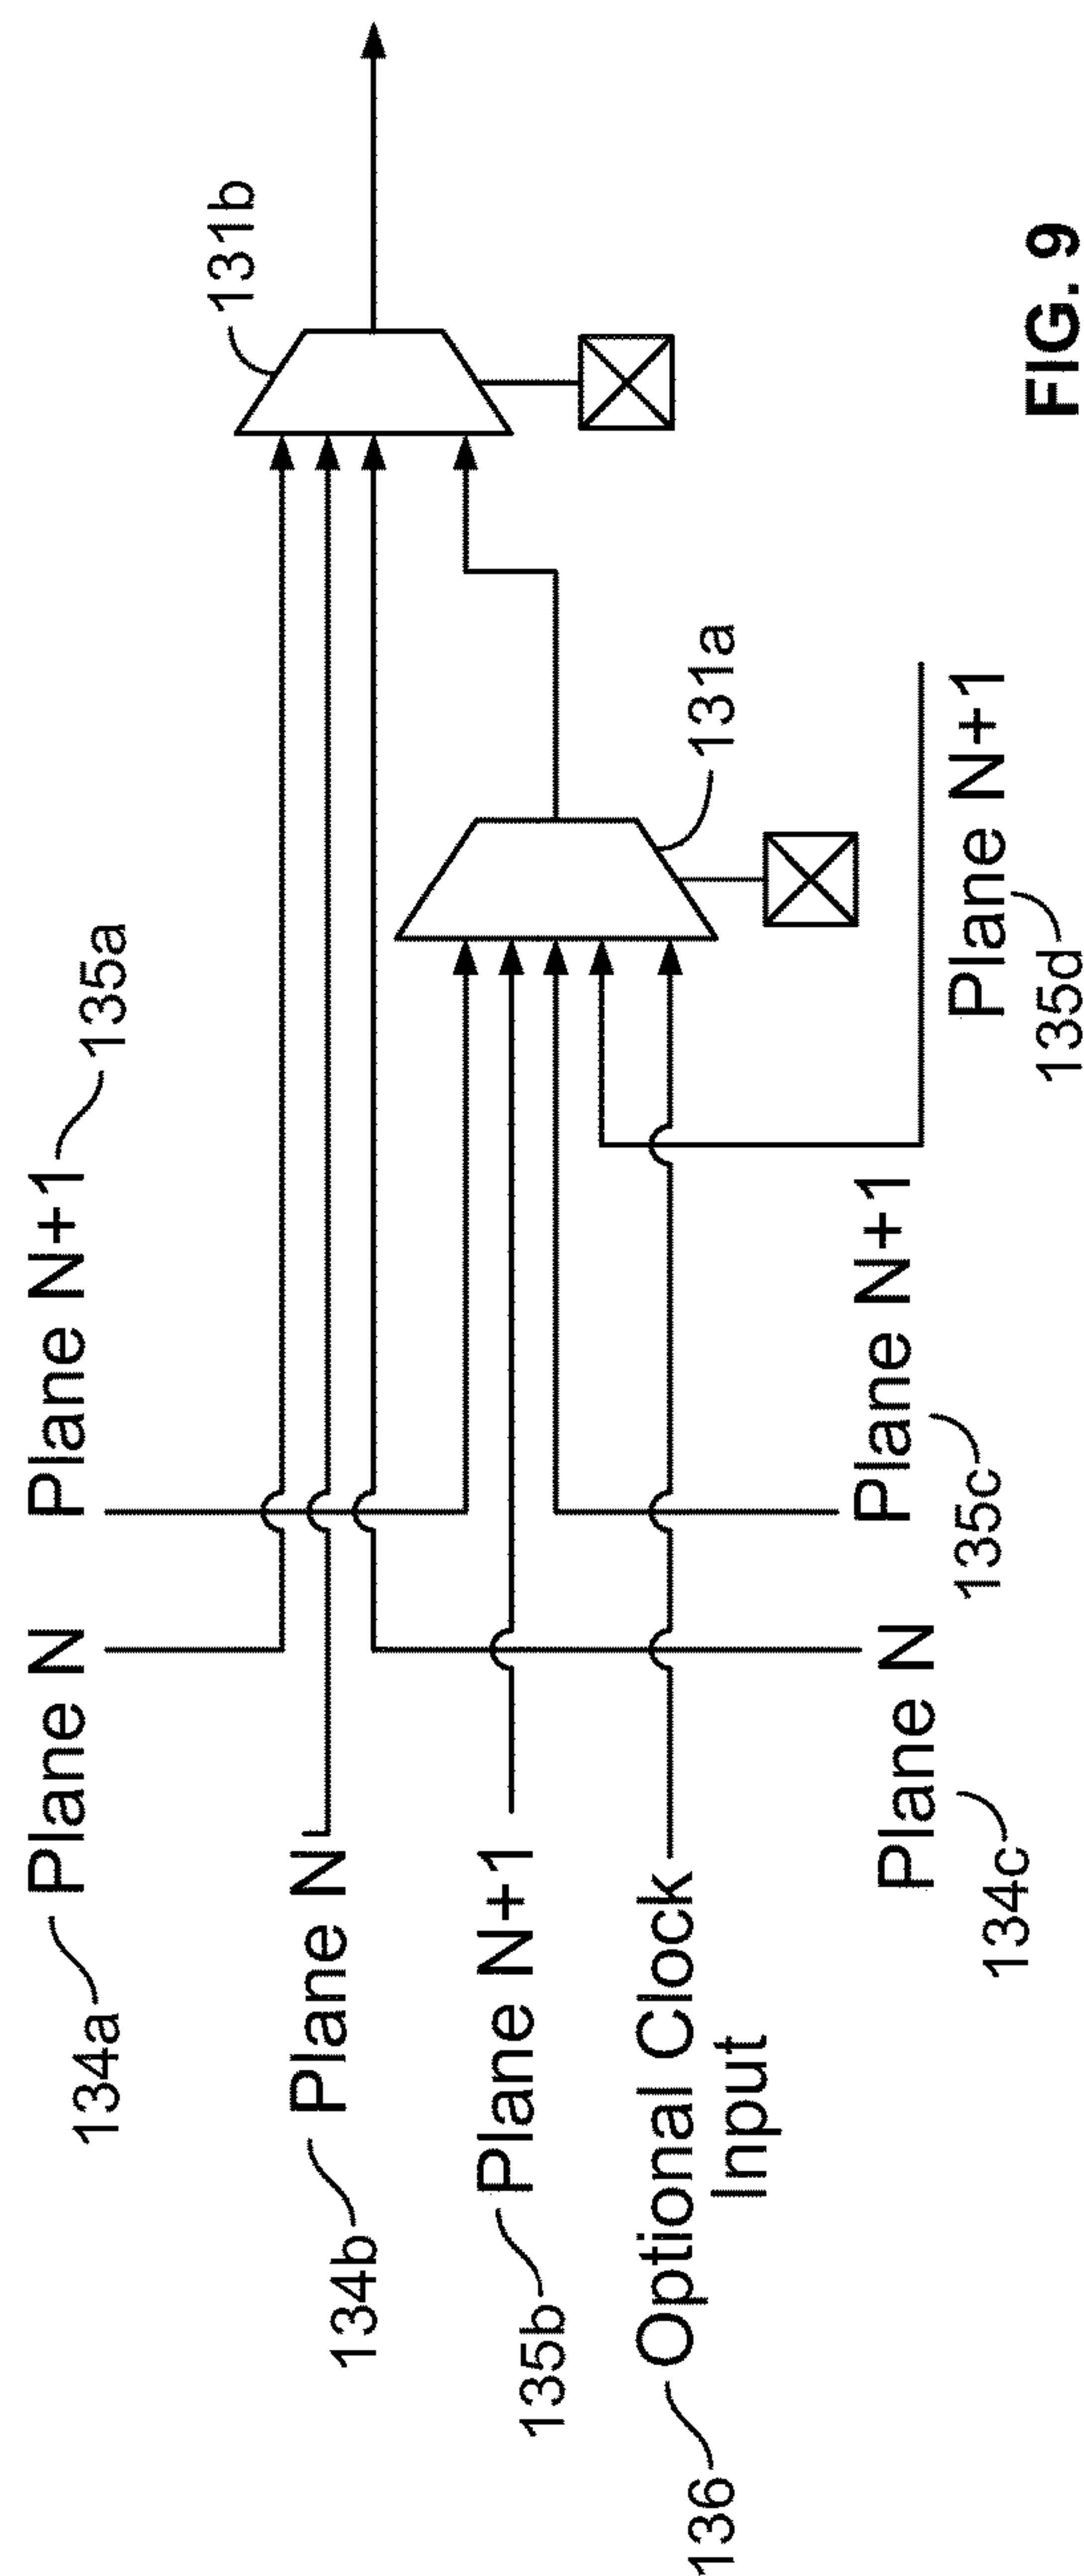 134a
Plane N
Plane N+1
135a
131b
134b
Plane N
135b
Plane N+1
131a
136
Optional Clock
Input
134c
Plane N
135c
Plane N+1
135d
Plane N+1
FIG. 9